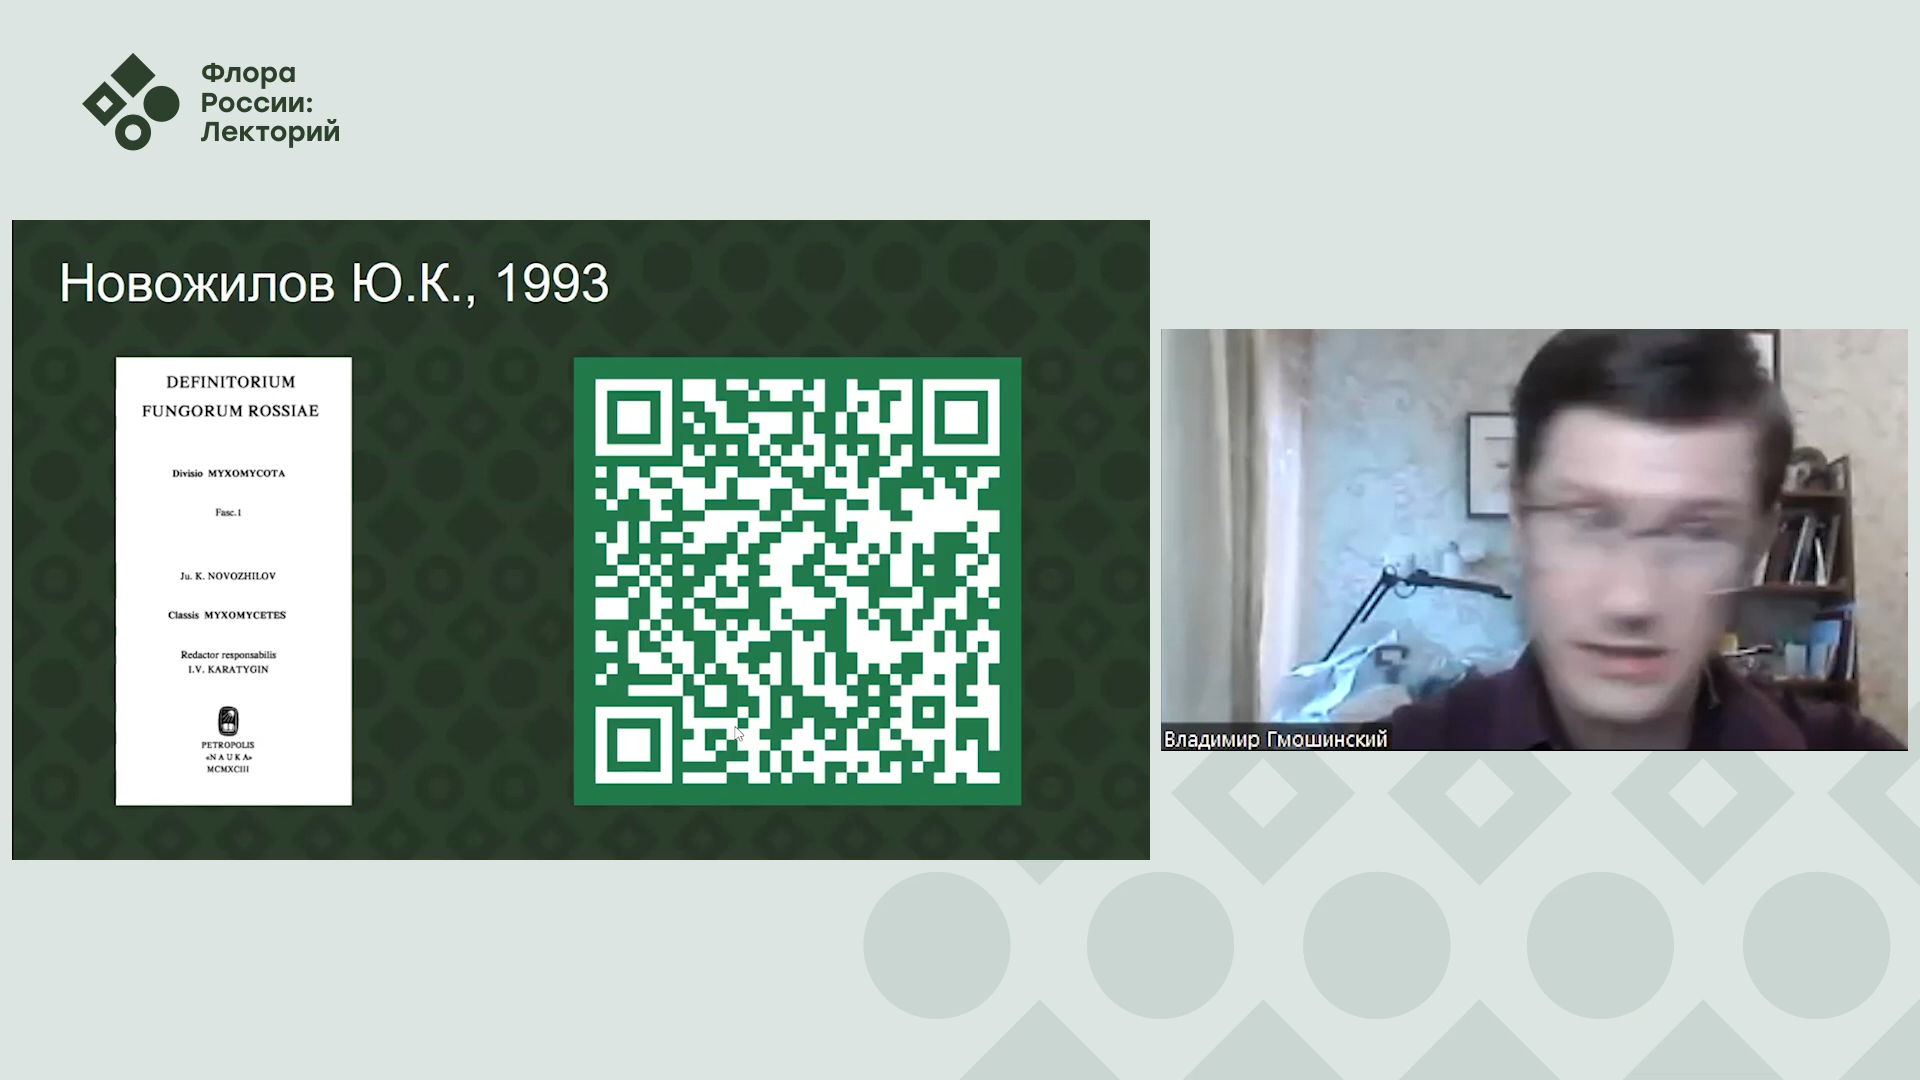 Флора
России:
Лекторий
Новожилов Ю.К., 1993
DEFINITORIUM
FUNGORUM ROSSIAE
Divisio MYXOMYCOTA
Fasc.1
Ju. K. NOVOZHILOV
Classis MYXOMYCETES
Redactor responsabilis
I.V. KARATYGIN
PETROPOLIS
«NAUKA»
MCMXCIII
Владимир Гмошинский